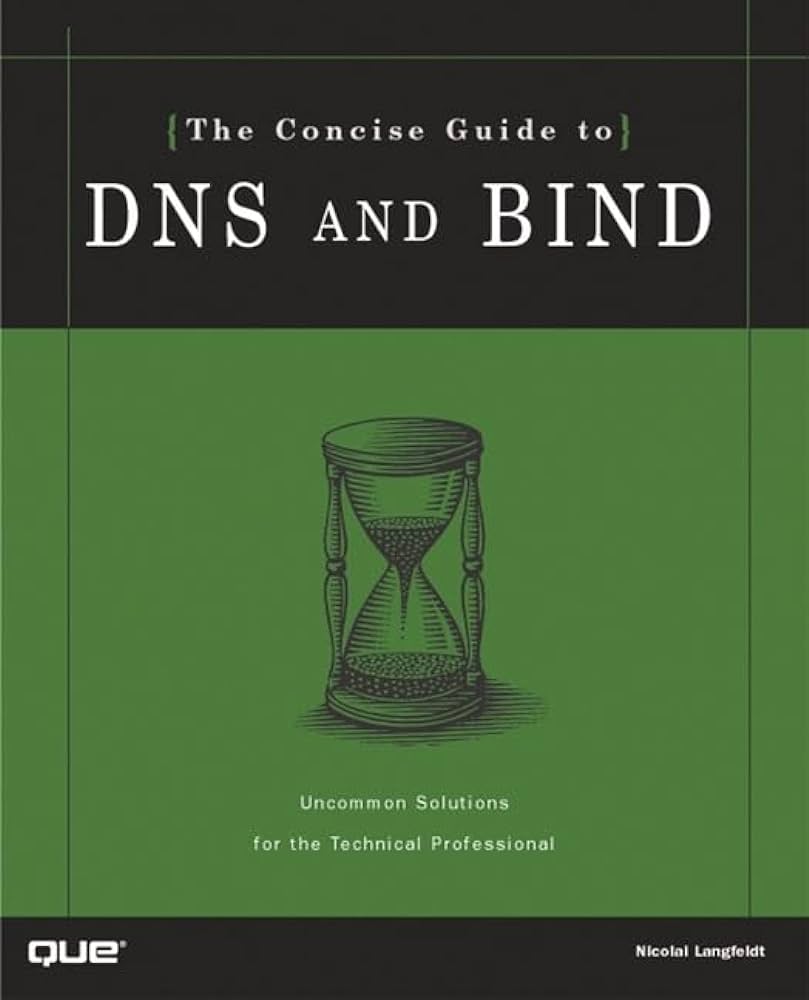 {The Concise Guide to}
DNS AND BIND
Uncommon Solutions
for the Technical Professional
que®
Nicolai Langfeldt